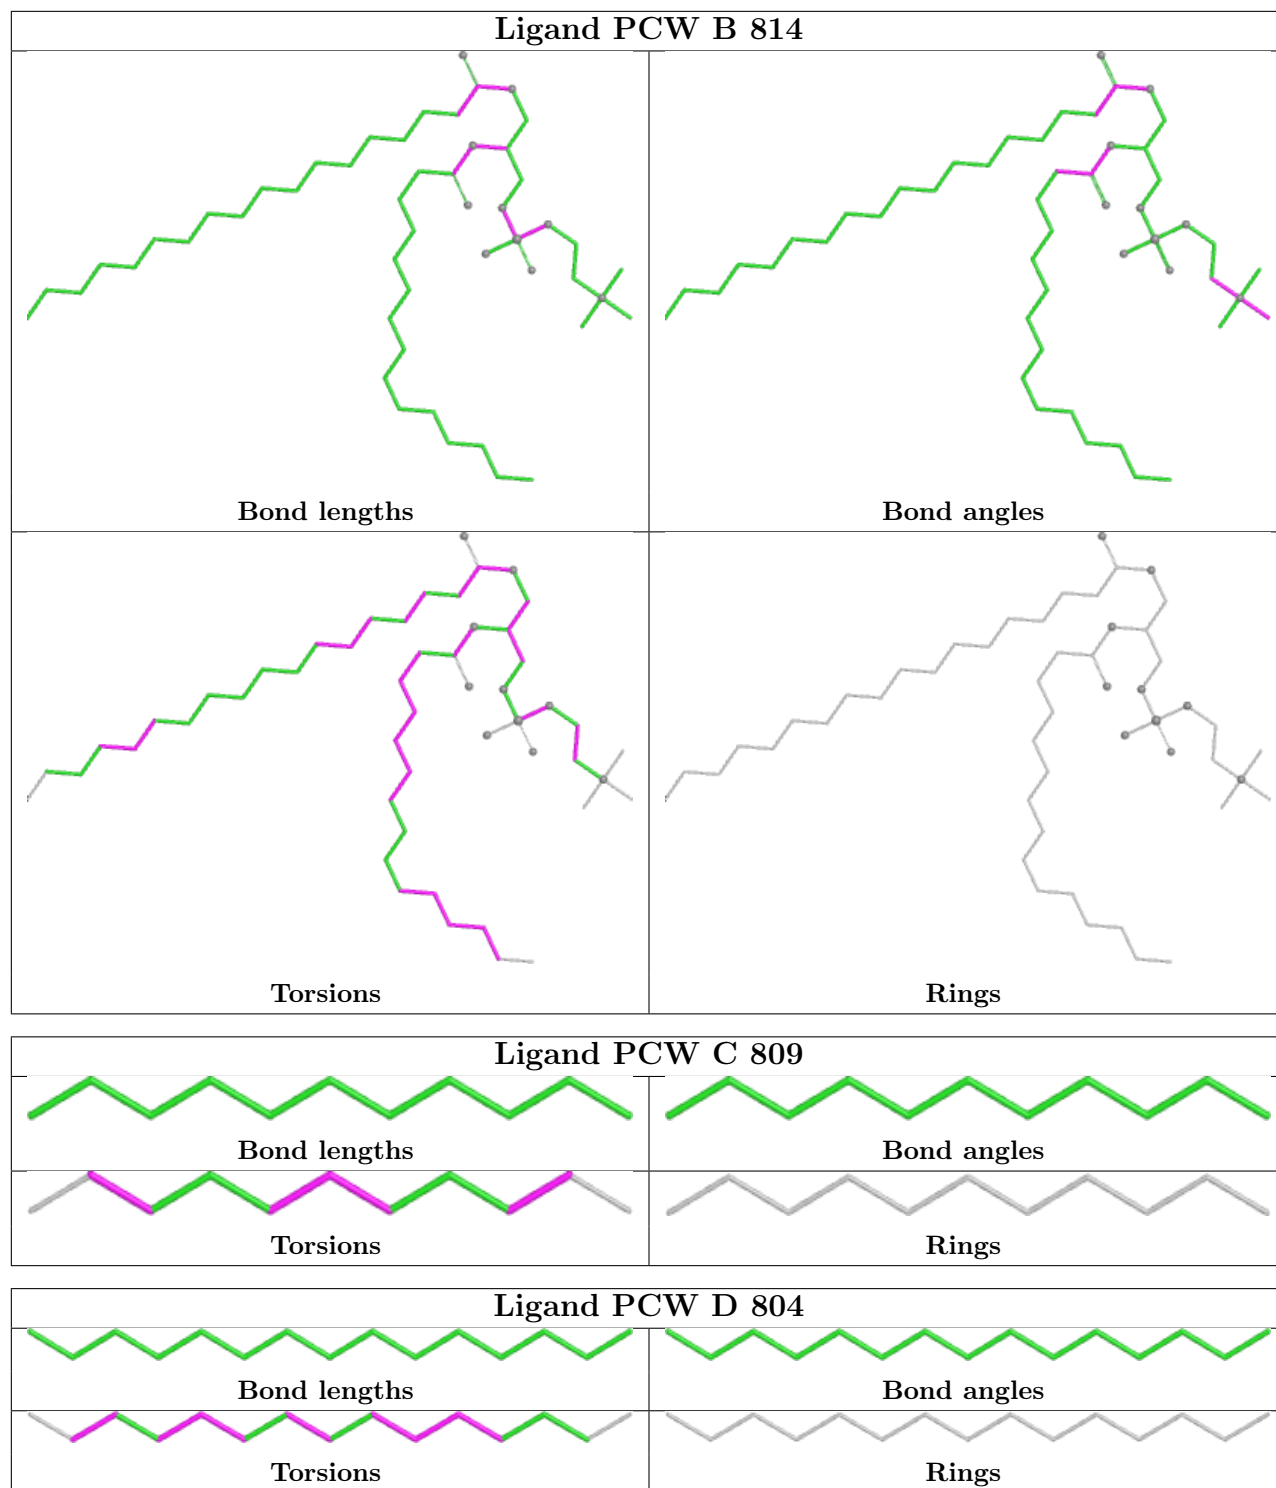 Ligand PCW B 814
Bond lengths
Bond angles
Torsions
Rings
Ligand PCW C 809
Bond lengths
Bond angles
Torsions
Rings
Ligand PCW D 804
Bond lengths
Bond angles
Torsions
Rings